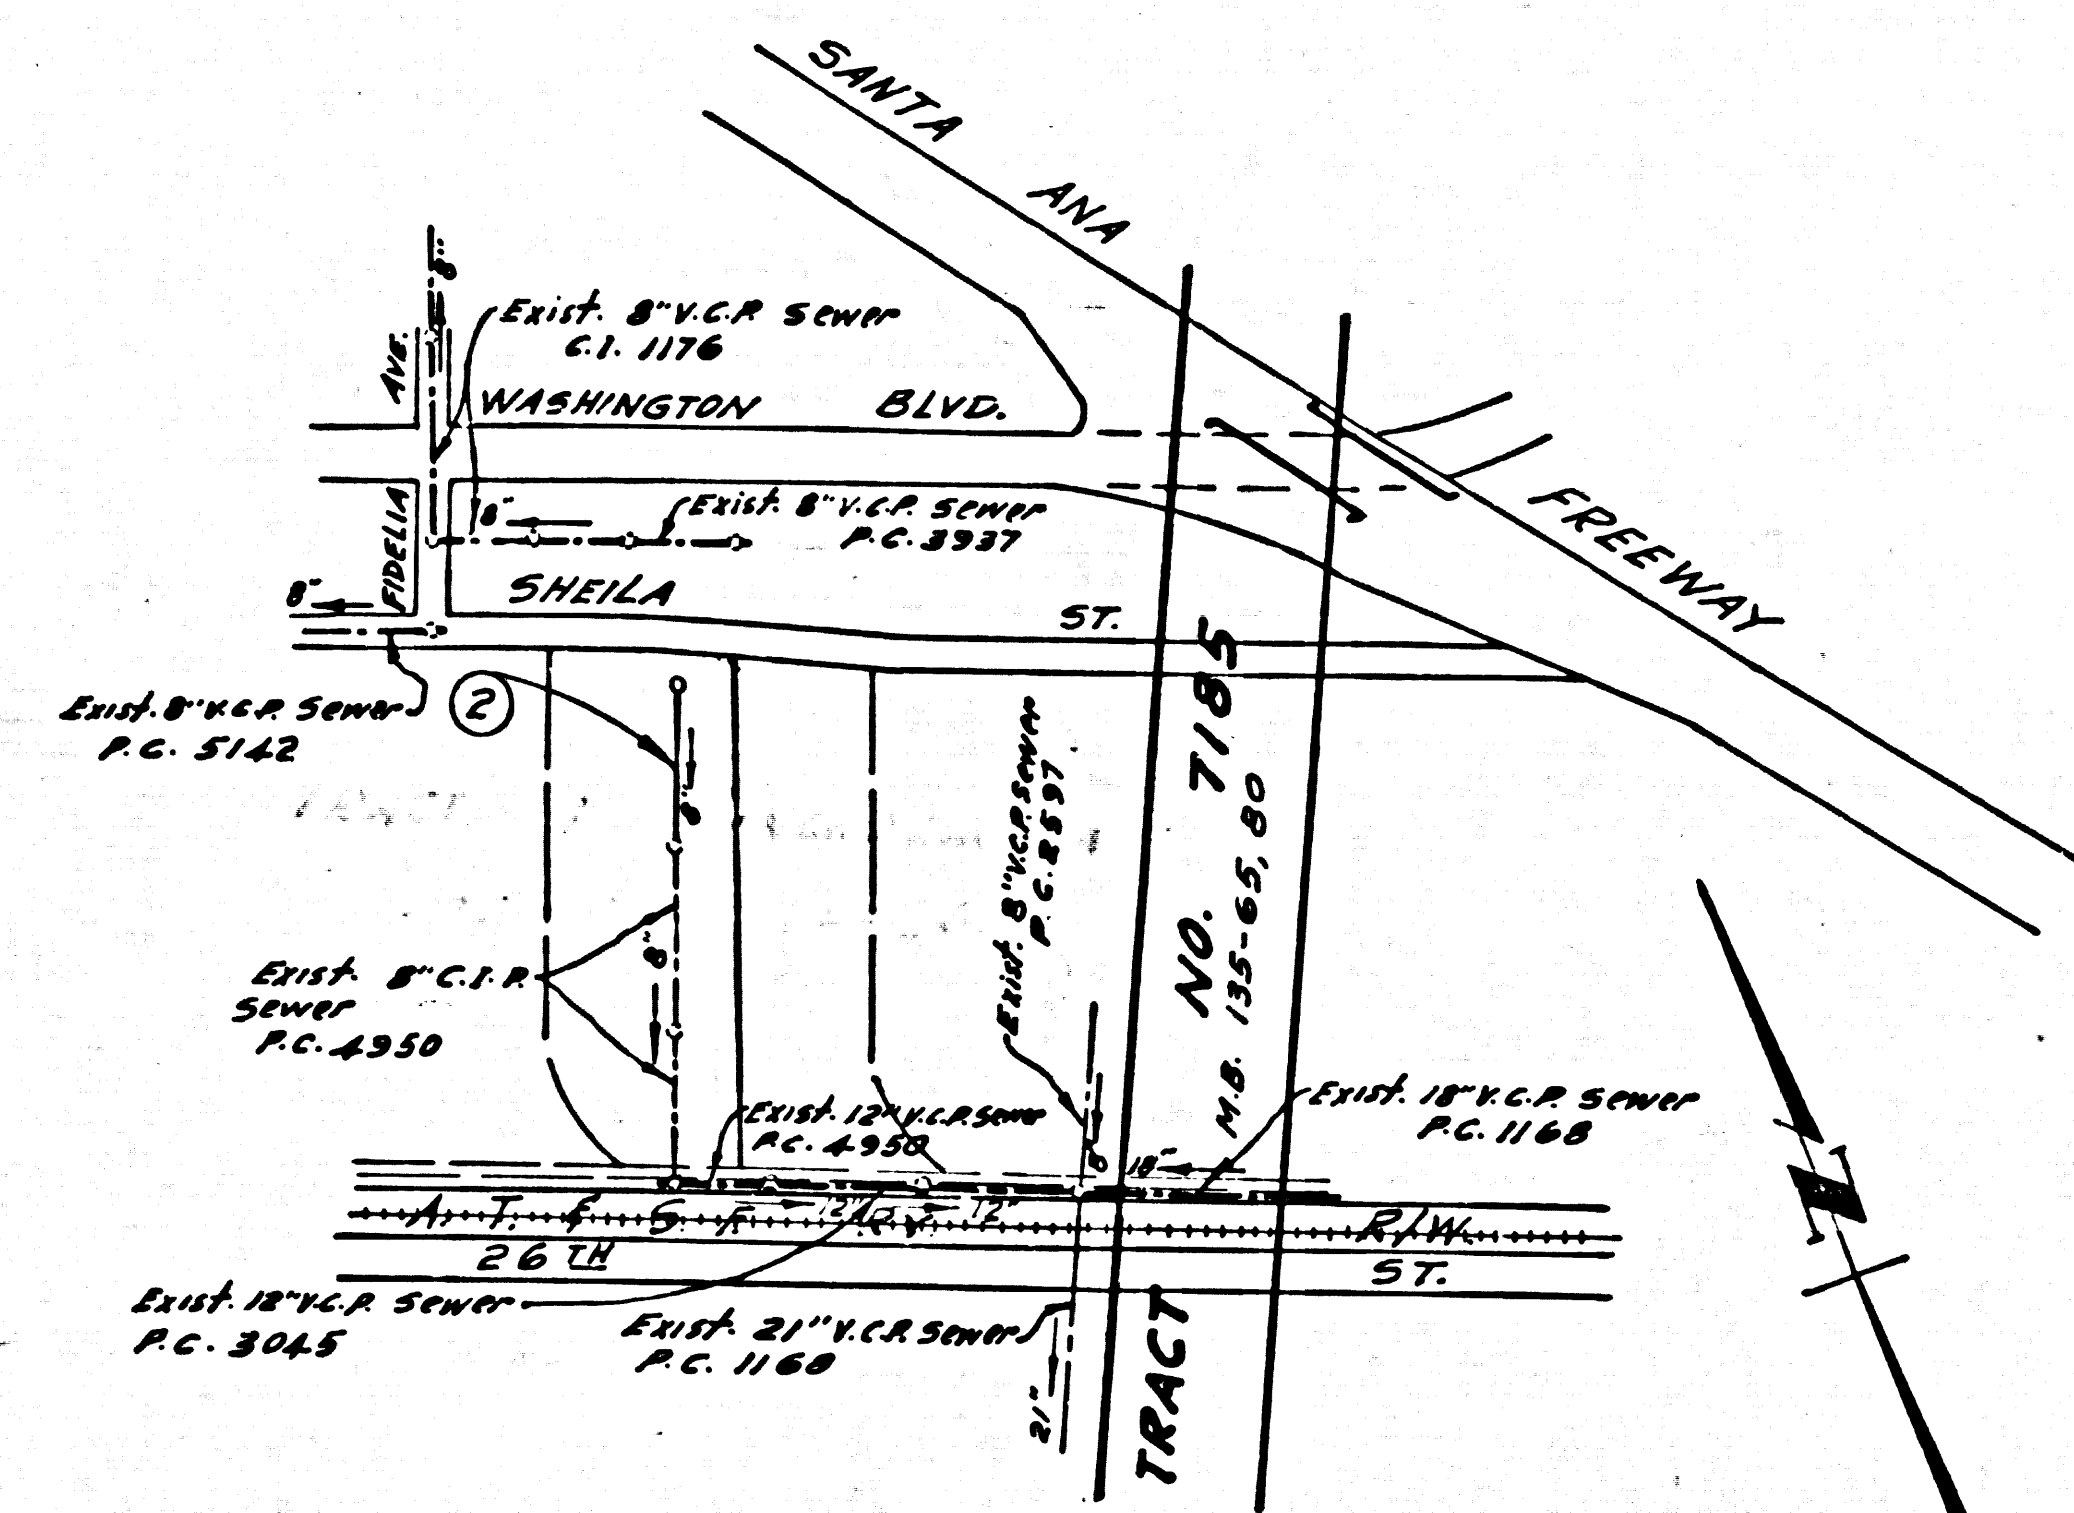 SANTA
ANA
FREEWAY
8"
Exist. 8" V.C.P. Sewer
C.I. 1176
AVE.
WASHINGTON BLVD.
FIDELIA
8"
Exist. 8" V.C.P. Sewer
P.C. 3937
8"
SHEILA ST.
Exist. 8" V.C.P. Sewer
P.C. 5142
2
8"
Exist. 8" V.C.P. Sewer
P.C. 8597
TRACT NO. 7185
M.B. 135-65, 80
Exist. 8" C.I.P.
Sewer
P.C. 4950
8"
Exist. 12" V.C.P. Sewer
P.C. 4950
8"
18"
Exist. 18" V.C.P. Sewer
P.C. 1168
12"
12"
A. T. & S. F. RY. R/W.
26TH ST.
Exist. 12" V.C.P. Sewer
P.C. 3045
Exist. 21" V.C.P. Sewer
P.C. 1168
21"
N